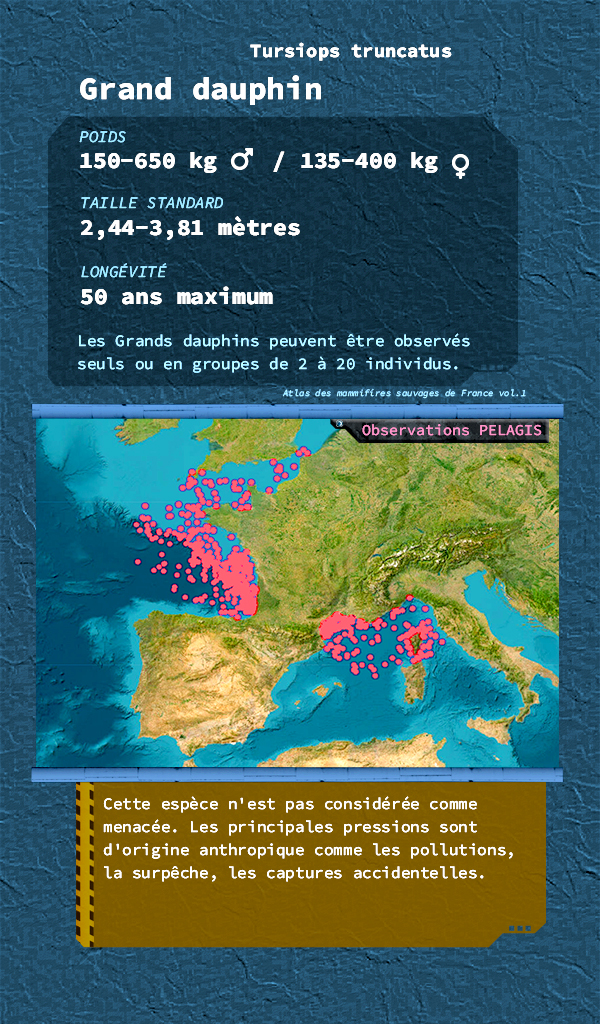 Tursiops truncatus
Grand dauphin
POIDS
150-650 kg ♂ / 135-400 kg ♀
TAILLE STANDARD
2,44-3,81 mètres
LONGÉVITÉ
50 ans maximum
Les Grands dauphins peuvent être observés
seuls ou en groupes de 2 à 20 individus.
Atlas des mammifires sauvages de France vol.1
Observations PELAGIS
Cette espèce n'est pas considérée comme
menacée. Les principales pressions sont
d'origine anthropique comme les pollutions,
la surpêche, les captures accidentelles.